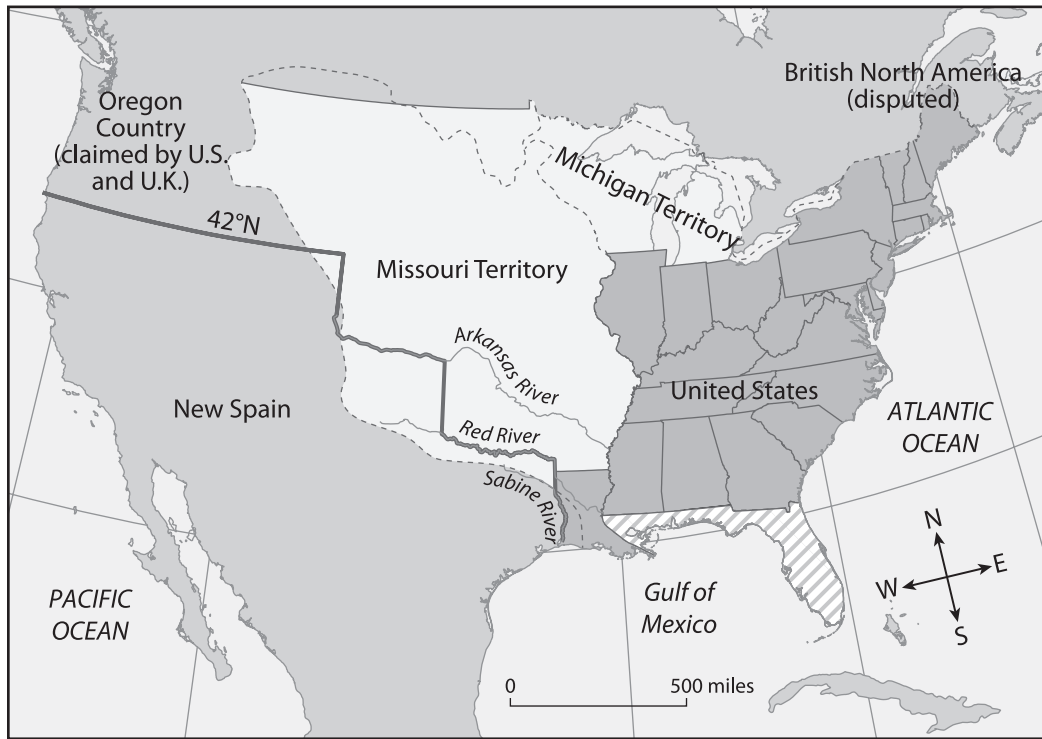 British North America
(disputed)
Oregon
Country
(claimed by U.S.
and U.K.)
Michigan Territory
42°N
Missouri Territory
Arkansas River
United States
New Spain
ATLANTIC
OCEAN
Red River
Sabine River
N
W
E
S
Gulf of
Mexico
PACIFIC
OCEAN
0
500 miles